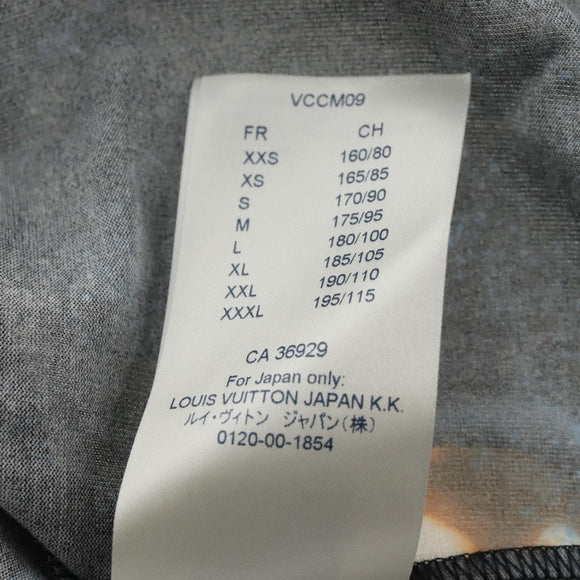 VCCM09
FR CH
XXS 160/80
XS 165/85
S 170/90
M 175/95
L 180/100
XL 185/105
XXL 190/110
XXXL 195/115
CA 36929
For Japan only:
LOUIS VUITTON JAPAN K.K.
ルイ・ヴィトン ジャパン(株)
0120-00-1854